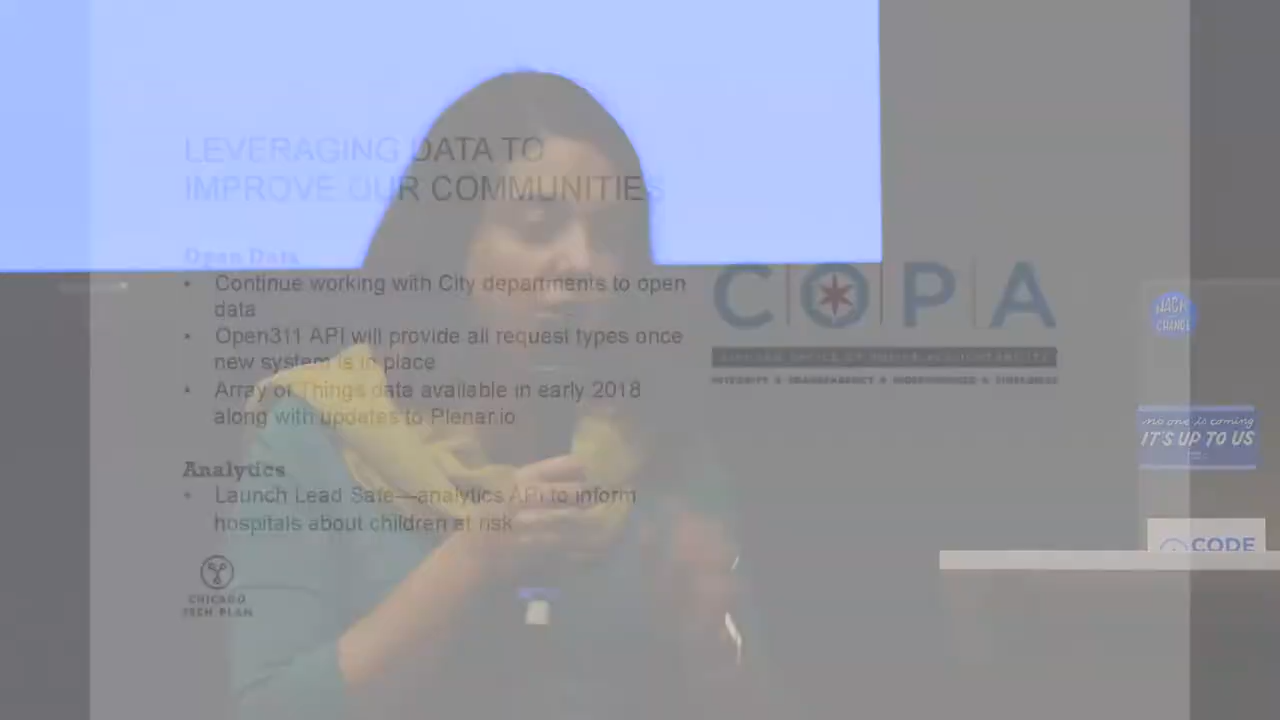 LEVERAGING DATA TO
IMPROVE OUR COMMUNITIES
Open Data
• Continue working with City departments to open
data
• Open311 API will provide all request types once
new system is in place
• Array of Things data available in early 2018
along with updates to Plenar.io
Analytics
• Launch Lead Safe—analytics API to inform
hospitals about children at risk
CHICAGO
TECH PLAN
COPA
INTEGRITY • TRANSPARENCY • INDEPENDENCE • TIMELINESS
HACK
CHANGE
no one is coming
IT'S UP TO US
CODE